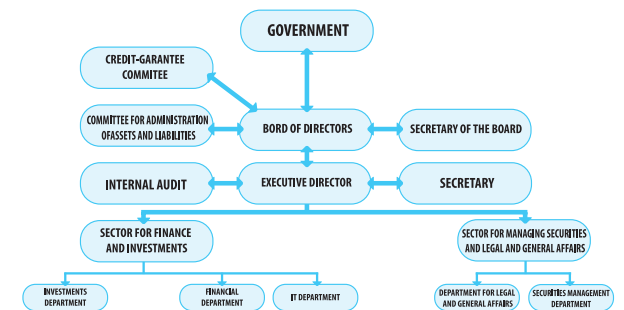 GOVERNMENT
CREDIT-GARANTEE
COMMITEE
COMMITTEE FOR ADMINISTRATION
OFASSETS AND LIABILITIES
BORD OF DIRECTORS
SECRETARY OF THE BOARD
INTERNAL AUDIT
EXECUTIVE DIRECTOR
SECRETARY
SECTOR FOR FINANCE
AND INVESTMENTS
SECTOR FOR MANAGING SECURITIES
AND LEGAL AND GENERAL AFFAIRS
INVESTMENTS
DEPARTMENT
FINANCIAL
DEPARTMENT
IT DEPARTMENT
DEPARTMENT FOR LEGAL
AND GENERAL AFFAIRS
SECURITIES MANAGEMENT
DEPARTMENT